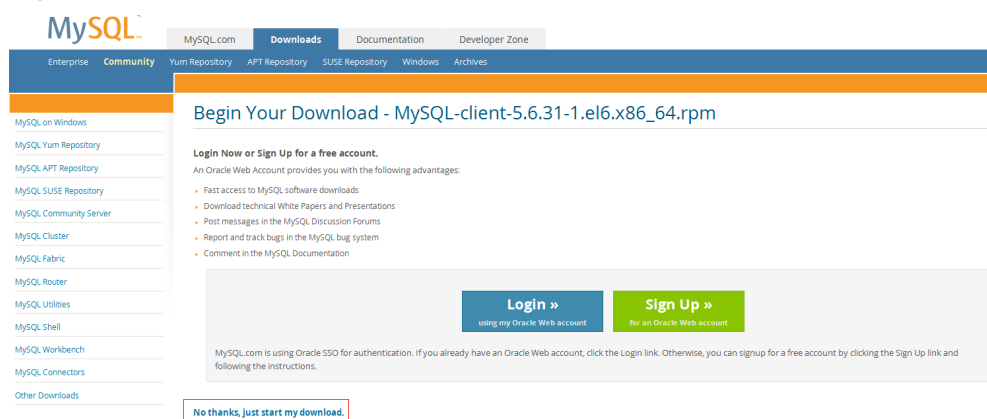 MySQL
MySQL.com Downloads Documentation Developer Zone
Enterprise Community Yum Repository APT Repository SUSE Repository Windows Archives
MySQL on Windows
MySQL Yum Repository
MySQL APT Repository
MySQL SUSE Repository
MySQL Community Server
MySQL Cluster
MySQL Fabric
MySQL Router
MySQL Utilities
MySQL Shell
MySQL Workbench
MySQL Connectors
Other Downloads
Begin Your Download - MySQL-client-5.6.31-1.el6.x86_64.rpm
Login Now or Sign Up for a free account.
An Oracle Web Account provides you with the following advantages:
• Fast access to MySQL software downloads
• Download technical White Papers and Presentations
• Post messages in the MySQL Discussion Forums
• Report and track bugs in the MySQL bug system
• Comment in the MySQL Documentation
Login »
using my Oracle Web account
Sign Up »
for an Oracle Web account
MySQL.com is using Oracle SSO for authentication. If you already have an Oracle Web account, click the Login link. Otherwise, you can signup for a free account by clicking the Sign Up link and
following the instructions.
No thanks, just start my download.